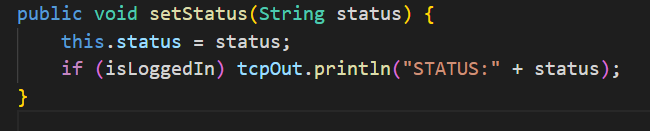 public void setStatus(String status) {
    this.status = status;
    if (isLoggedIn) tcpOut.println("STATUS:" + status);
}